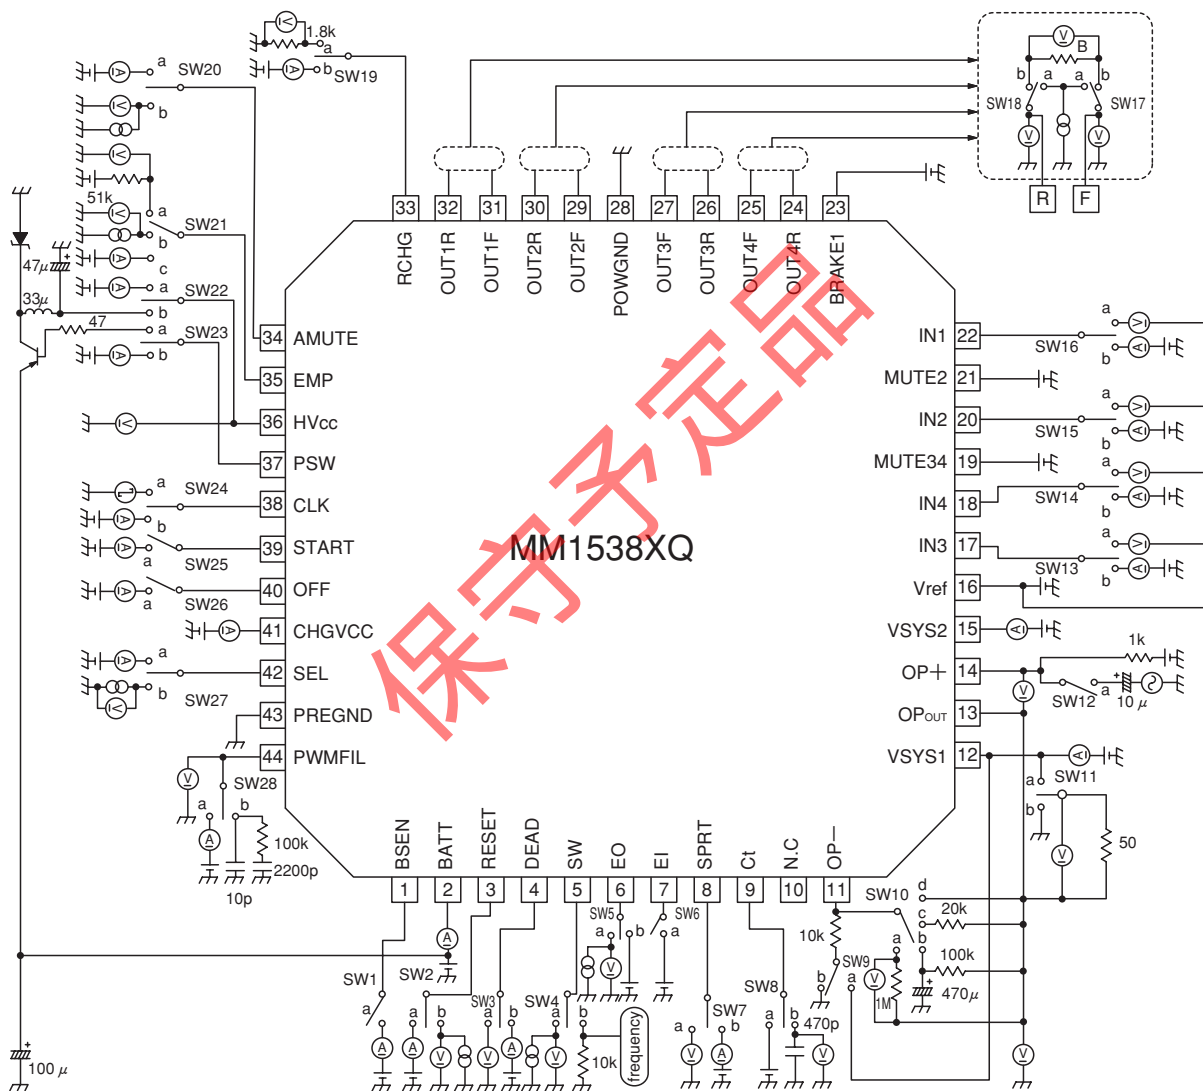 1.8k
a
b
SW19
a
SW20
b
51k
a
SW21
b
c
47μ
+
SW22
33μ
b
47
a
SW23
b
B
b
a
a
b
SW18
SW17
R
F
33
32
31
30
29
28
27
26
25
24
23
RCHG
OUT1R
OUT1F
OUT2R
OUT2F
POWGND
OUT3F
OUT3R
OUT4F
OUT4R
BRAKE1
34 AMUTE
35 EMP
36 HVcc
37 PSW
38 CLK
39 START
40 OFF
41 CHGVCC
42 SEL
43 PREGND
44 PWMFIL
a
SW24
b
SW25
a
a
SW26
a
SW27
b
IN1 22
MUTE2 21
IN2 20
MUTE34 19
IN4 18
IN3 17
Vref 16
VSYS2 15
OP+ 14
OPOUT 13
VSYS1 12
a
SW16
b
a
SW15
b
a
SW14
b
a
SW13
b
1k
SW12
a
+
10μ
a
SW11
b
50
MM1538XQ
保守予定品
SW28
a
b
100k
2200p
10p
BSEN
BATT
RESET
DEAD
SW
EO
EI
SPRT
Ct
N.C
OP−
1
2
3
4
5
6
7
8
9
10
11
SW1
a
SW2
a
b
SW3
a
b
SW4
a
b
10k
frequency
SW5
a
b
SW6
a
SW7
a
b
SW8
a
b
470p
10k
SW9
b
a
SW10
d
c
20k
b
a
100k
1M
+
470μ
+
100μ